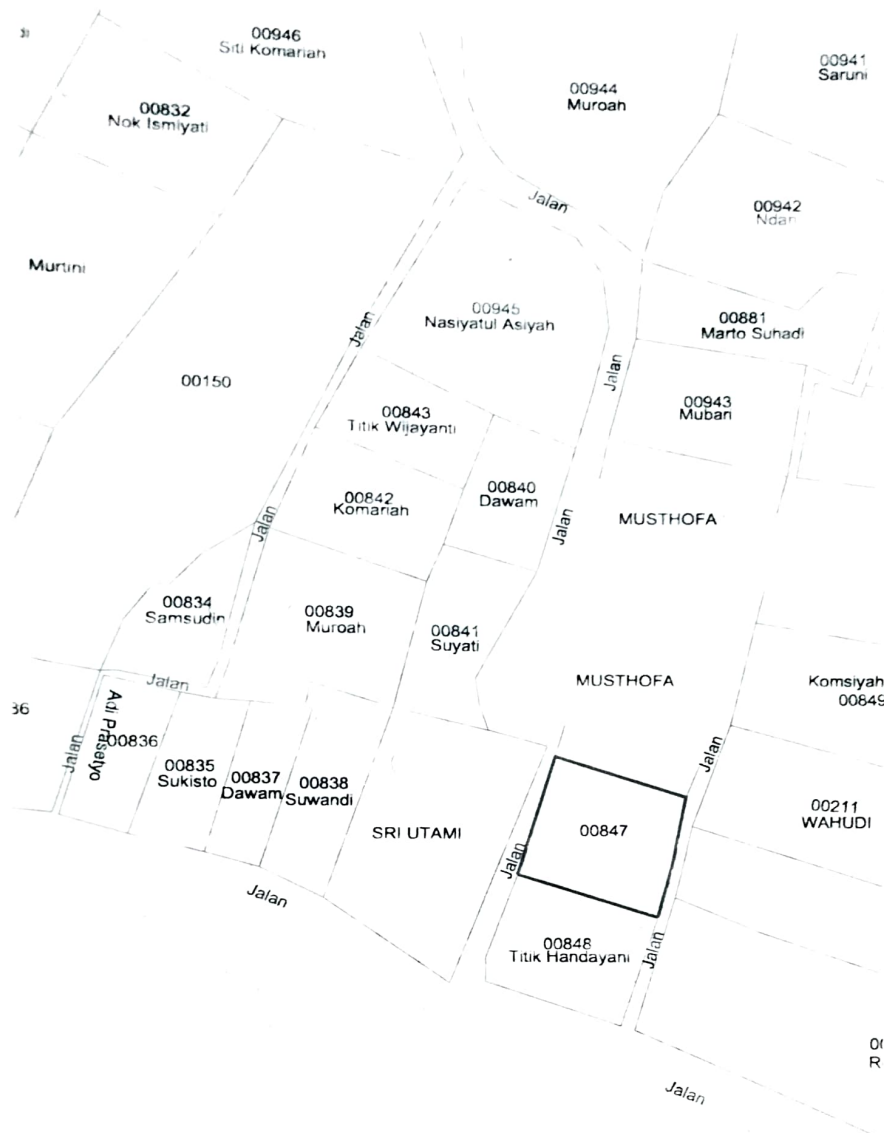 00946
Siti Komariah
00941
Saruni
00944
Muroah
00832
Nok Ismiyati
Jalan
00942
Ndari
Murtini
00945
Nasiyatul Asiyah
00881
Marto Suhadi
Jalan
Jalan
00150
00943
Mubari
00843
Titik Wijayanti
00842
Komariah
00840
Dawam
Jalan
Jalan
MUSTHOFA
00834
Samsudin
00839
Muroah
00841
Suyati
Jalan
MUSTHOFA
Komsiyah
00849
36
Adi Prasetyo
00836
Jalan
Jalan
00835
Sukisto
00837
Dawam
00838
Suwandi
SRI UTAMI
00847
00211
WAHUDI
Jalan
Jalan
00848
Titik Handayani
Jalan
00
R
Jalan